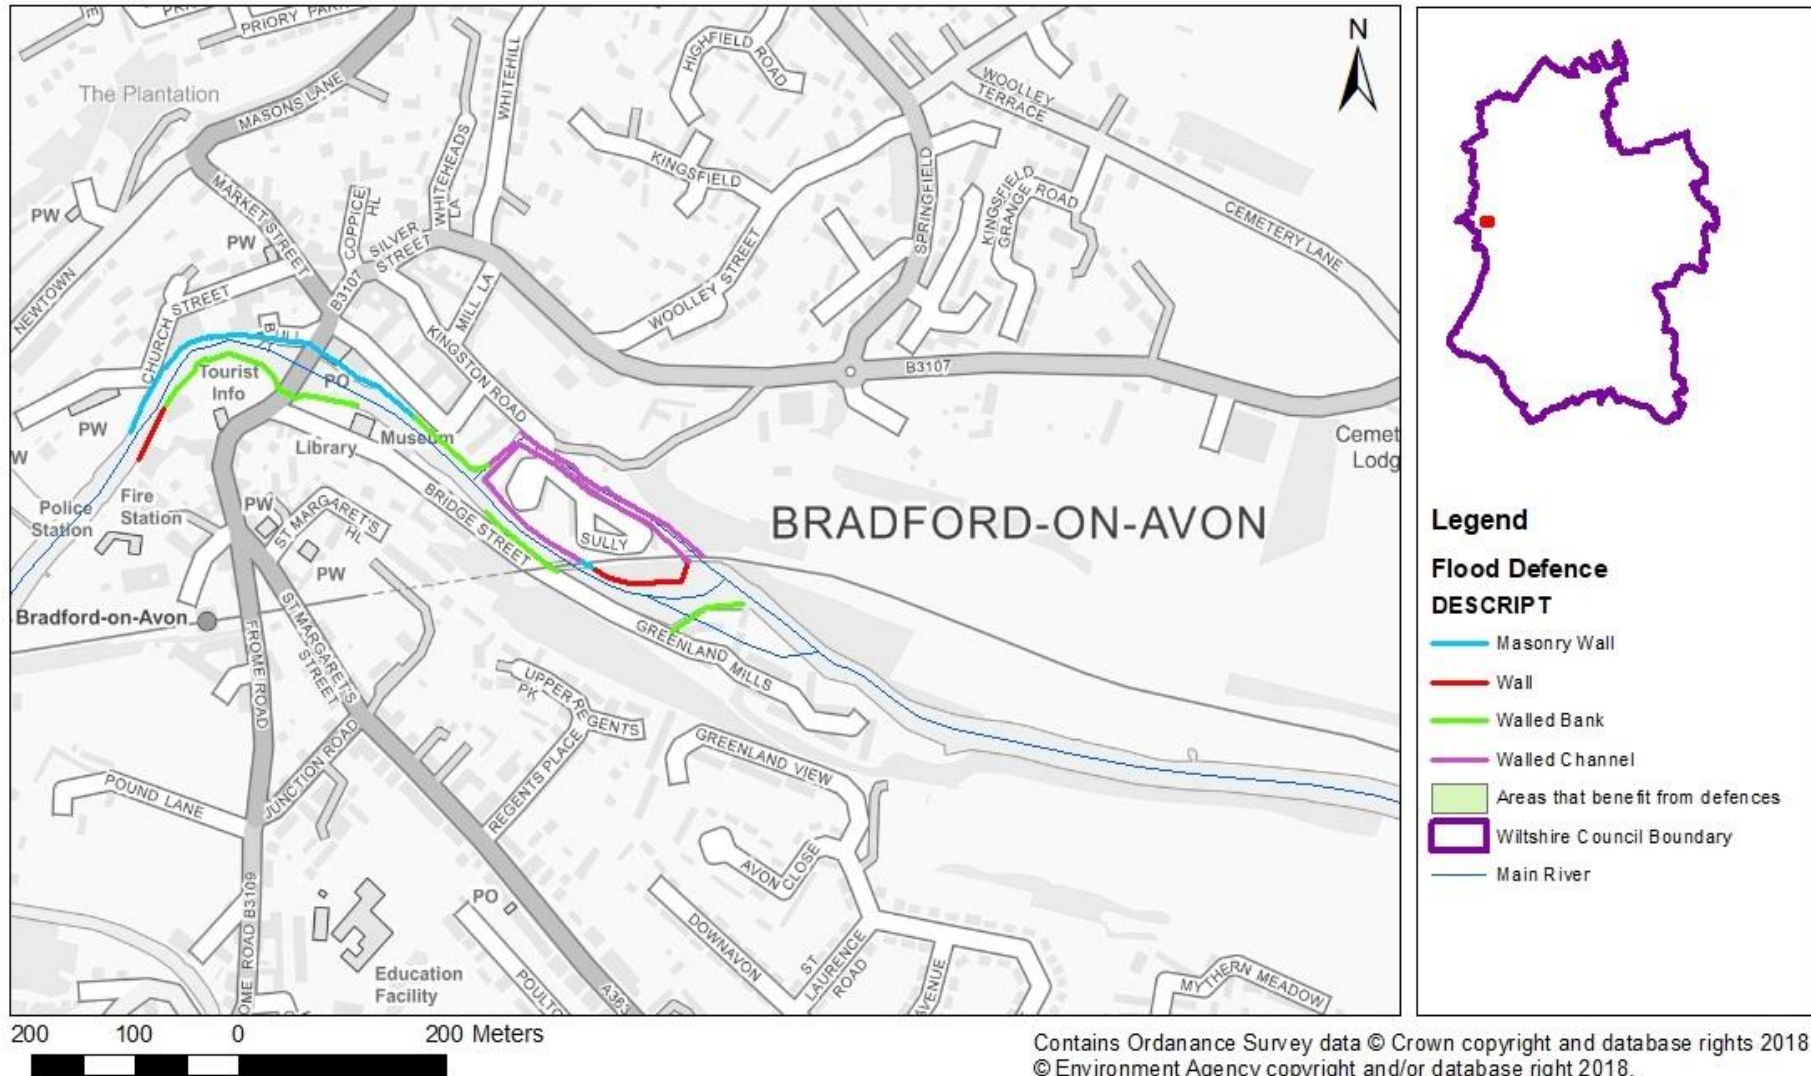 PRIORY PARK
The Plantation
MASONS LANE
WHITEHILL
HIGHFIELD ROAD
WOOLLEY
TERRACE
N
WHITEHEADS
LA
KINGSFIELD
SPRINGFIELD
KINGSFIELD
GRANGE ROAD
CEMETERY LANE
MARKET STREET
COPPICE
HL
SILVER
STREET
PW
PW
NEWTOWN
CHURCH STREET
B3107
MILL LA
WOOLLEY STREET
BULL
KINGSTON ROAD
B3107
Tourist
Info
PO
PW
Library
Museum
Cemet
Lodg
W
Police
Station
Fire
Station
PW
ST MARGARET'S
HL
PW
BRIDGE STREET
SULLY
BRADFORD-ON-AVON
Bradford-on-Avon
FROME ROAD
ST MARGARET'S
STREET
GREENLAND MILLS
UPPER REGENTS
PK
REGENTS PLACE
GREENLAND VIEW
POUND LANE
JUNCTION ROAD
AVON CLOSE
PO
OME ROAD B3109
DOWNAVON
ST
LAURENCE
ROAD
AVENUE
MYTHERN MEADOW
Education
Facility
POULTO
A363
200 100 0 200 Meters
Legend
Flood Defence
DESCRIPT
Masonry Wall
Wall
Walled Bank
Walled Channel
Areas that benefit from defences
Wiltshire Council Boundary
Main River
Contains Ordanance Survey data © Crown copyright and database rights 2018
© Environment Agency copyright and/or database right 2018.